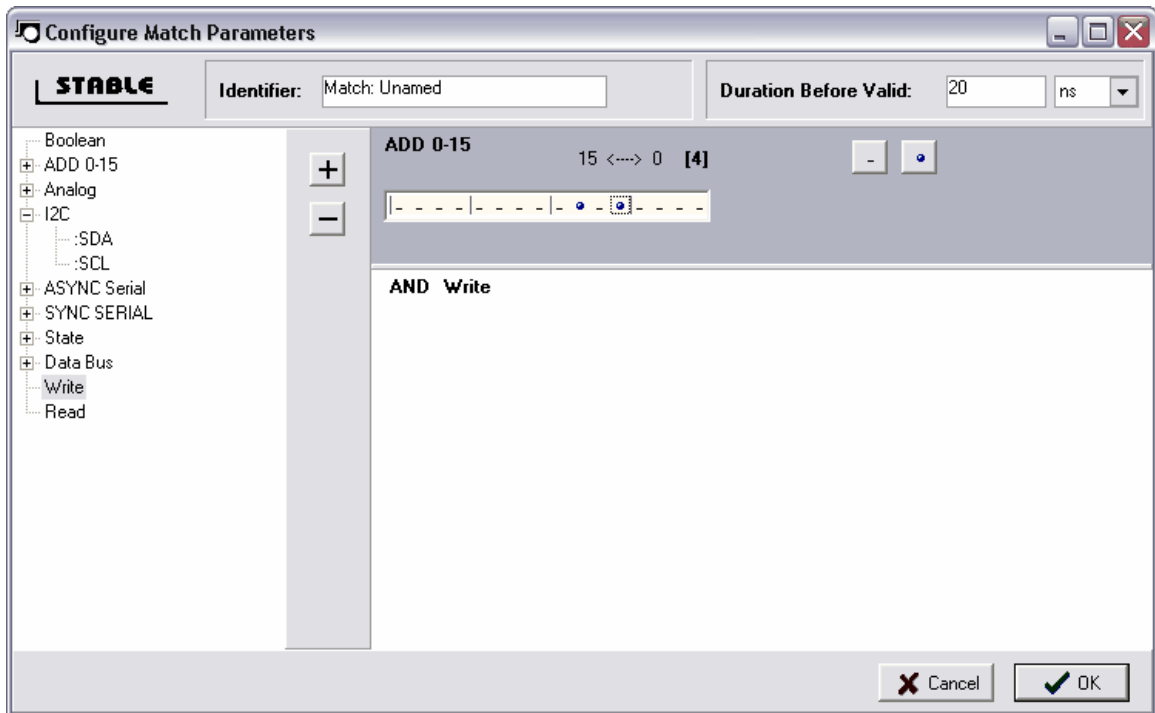 Configure Match Parameters
STABLE
Identifier: Match: Unnamed
Duration Before Valid: 20 ns
Boolean
ADD 0-15
Analog
I2C
:SDA
:SCL
ASYNC Serial
SYNC SERIAL
State
Data Bus
Write
Read
+
−
ADD 0-15
15 <----> 0 [4]
-
|- - - -|- - - -|- • - •|- - - -
AND Write
Cancel
OK